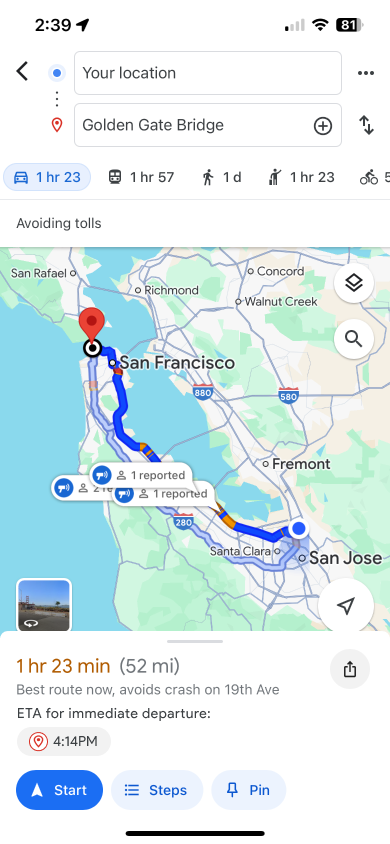 2:39
81
Your location
Golden Gate Bridge
1 hr 23
1 hr 57
1 d
1 hr 23
5
Avoiding tolls
San Rafael
Concord
Richmond
Walnut Creek
San Francisco
880
580
Fremont
1 reported
2 re
1 reported
280
Santa Clara
San Jose
1 hr 23 min (52 mi)
Best route now, avoids crash on 19th Ave
ETA for immediate departure:
4:14PM
Start
Steps
Pin